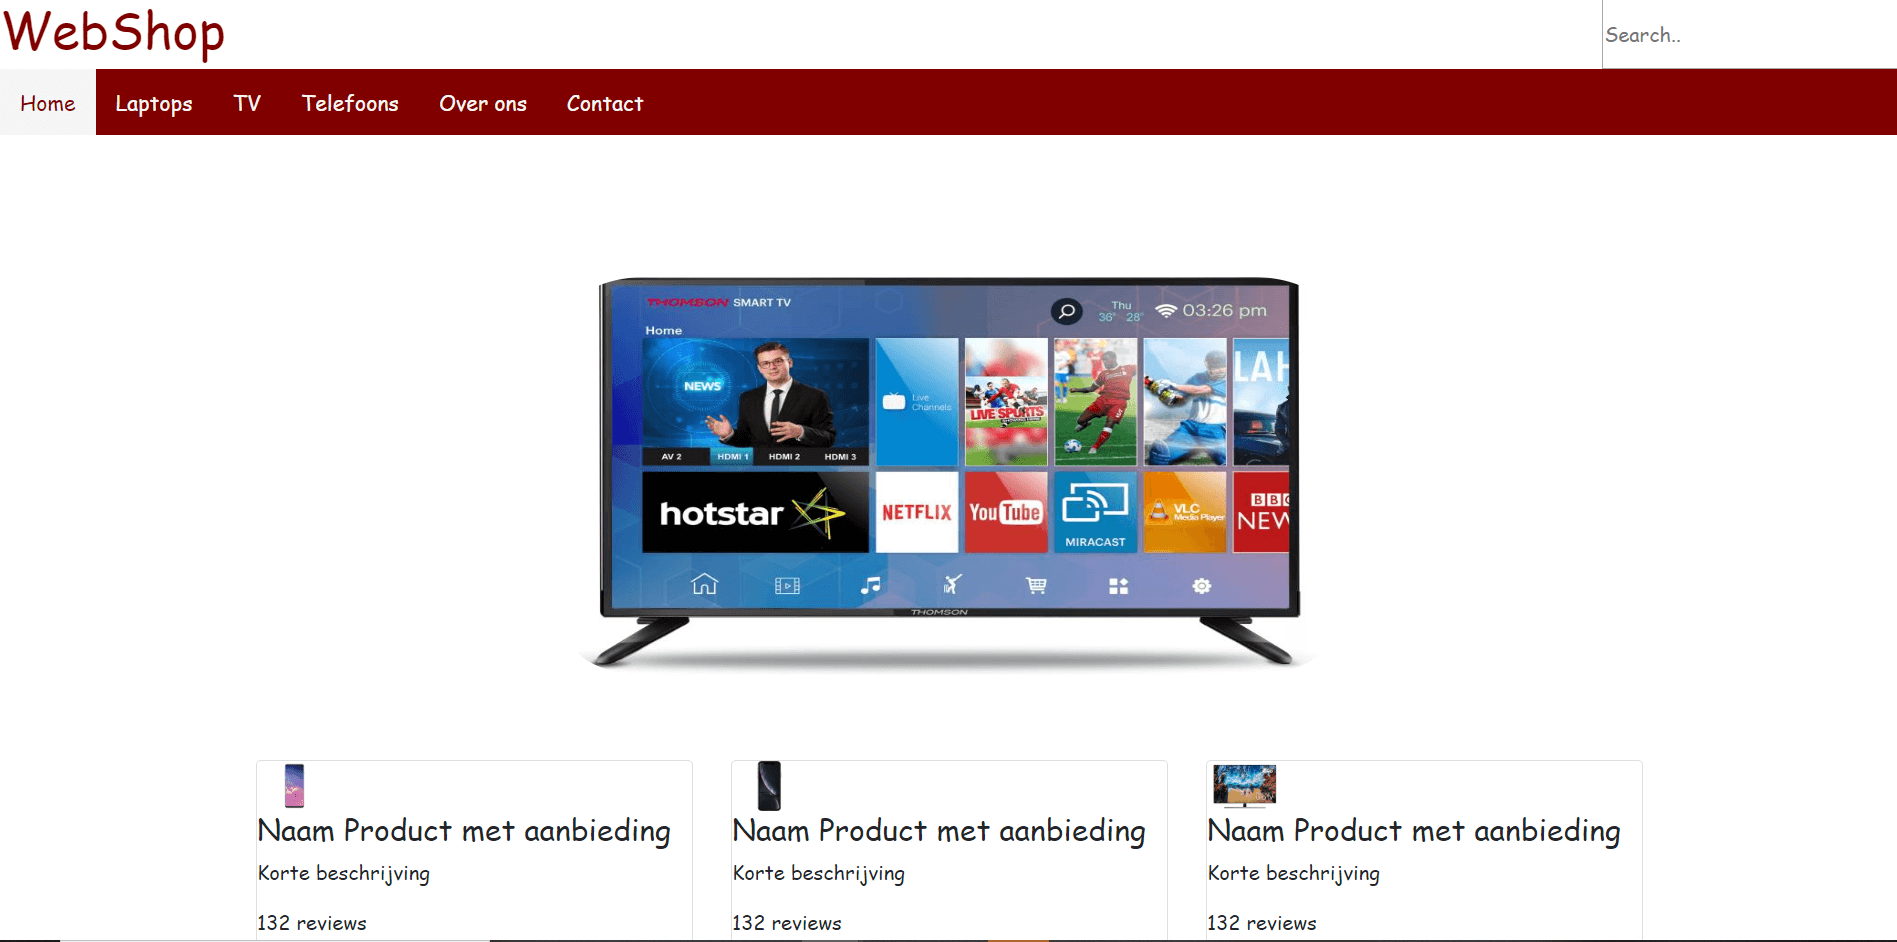 WebShop
Search..
Home Laptops TV Telefoons Over ons Contact
THOMSON SMART TV
Thu
36° 28°
03:26 pm
Home
NEWS
Live
Channels
LIVE SPORTS
LAH
AV 2 HDMI 1 HDMI 2 HDMI 3
hotstar
NETFLIX
YouTube
MIRACAST
VLC
Media Player
BBC
NEW
THOMSON
Naam Product met aanbieding Naam Product met aanbieding Naam Product met aanbieding
Korte beschrijving Korte beschrijving Korte beschrijving
132 reviews 132 reviews 132 reviews